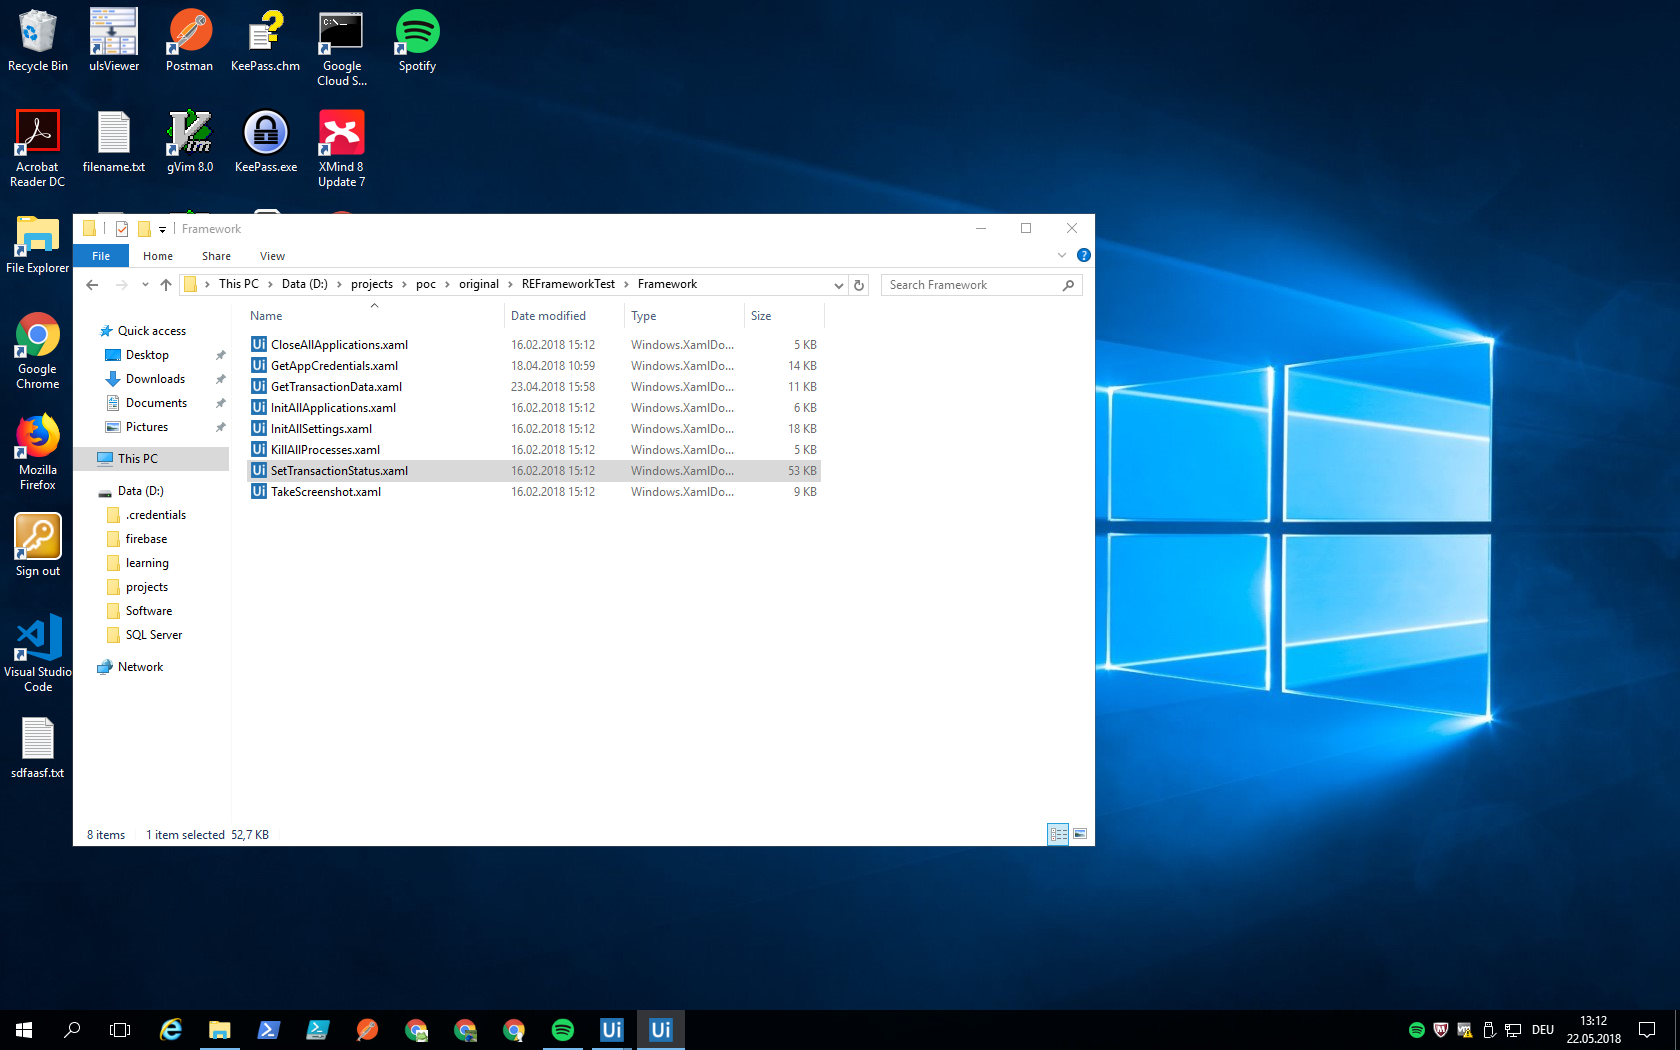 Recycle Bin
ulsViewer
Postman
KeePass.chm
Google
Cloud S...
Spotify
Acrobat
Reader DC
filename.txt
gVim 8.0
KeePass.exe
XMind 8
Update 7
File Explorer
Google
Chrome
Mozilla
Firefox
Sign out
Visual Studio
Code
sdfaasf.txt
Framework
File Home Share View
This PC > Data (D:) > projects > poc > original > REFrameworkTest > Framework
Search Framework
Quick access
Desktop
Downloads
Documents
Pictures
This PC
Data (D:)
.credentials
firebase
learning
projects
Software
SQL Server
Network
Name Date modified Type Size
CloseAllApplications.xaml 16.02.2018 15:12 Windows.XamlDo... 5 KB
GetAppCredentials.xaml 18.04.2018 10:59 Windows.XamlDo... 14 KB
GetTransactionData.xaml 23.04.2018 15:58 Windows.XamlDo... 11 KB
InitAllApplications.xaml 16.02.2018 15:12 Windows.XamlDo... 6 KB
InitAllSettings.xaml 16.02.2018 15:12 Windows.XamlDo... 18 KB
KillAllProcesses.xaml 16.02.2018 15:12 Windows.XamlDo... 5 KB
SetTransactionStatus.xaml 16.02.2018 15:12 Windows.XamlDo... 53 KB
TakeScreenshot.xaml 16.02.2018 15:12 Windows.XamlDo... 9 KB
8 items 1 item selected 52,7 KB
Ui Ui
DEU
13:12
22.05.2018